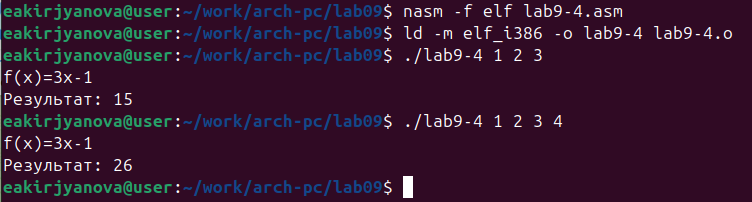 eakirjyanova@user:~/work/arch-pc/lab09$ nasm -f elf lab9-4.asm
eakirjyanova@user:~/work/arch-pc/lab09$ ld -m elf_i386 -o lab9-4 lab9-4.o
eakirjyanova@user:~/work/arch-pc/lab09$ ./lab9-4 1 2 3
f(x)=3x-1
Результат: 15
eakirjyanova@user:~/work/arch-pc/lab09$ ./lab9-4 1 2 3 4
f(x)=3x-1
Результат: 26
eakirjyanova@user:~/work/arch-pc/lab09$